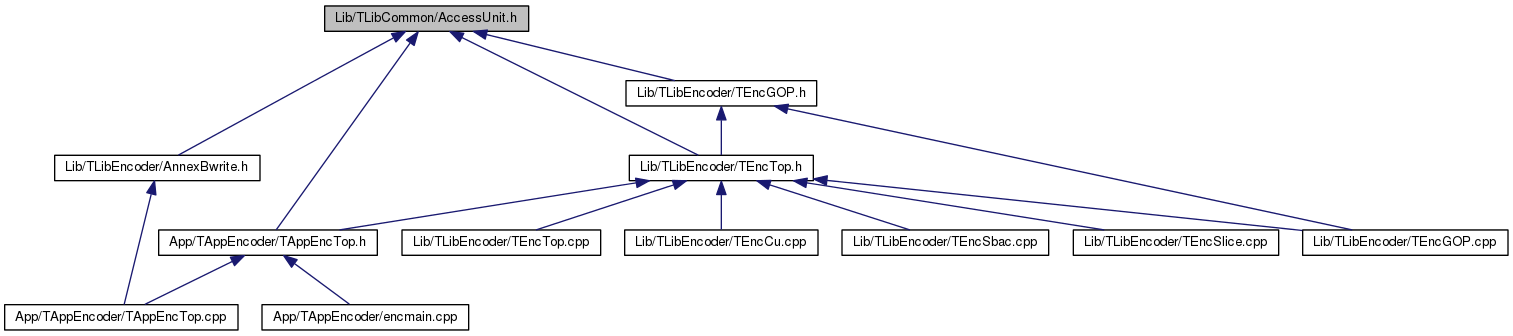 Lib/TLibCommon/AccessUnit.h
Lib/TLibEncoder/TEncGOP.h
Lib/TLibEncoder/AnnexBwrite.h
Lib/TLibEncoder/TEncTop.h
App/TAppEncoder/TAppEncTop.h
Lib/TLibEncoder/TEncTop.cpp
Lib/TLibEncoder/TEncCu.cpp
Lib/TLibEncoder/TEncSbac.cpp
Lib/TLibEncoder/TEncSlice.cpp
Lib/TLibEncoder/TEncGOP.cpp
App/TAppEncoder/TAppEncTop.cpp
App/TAppEncoder/encmain.cpp